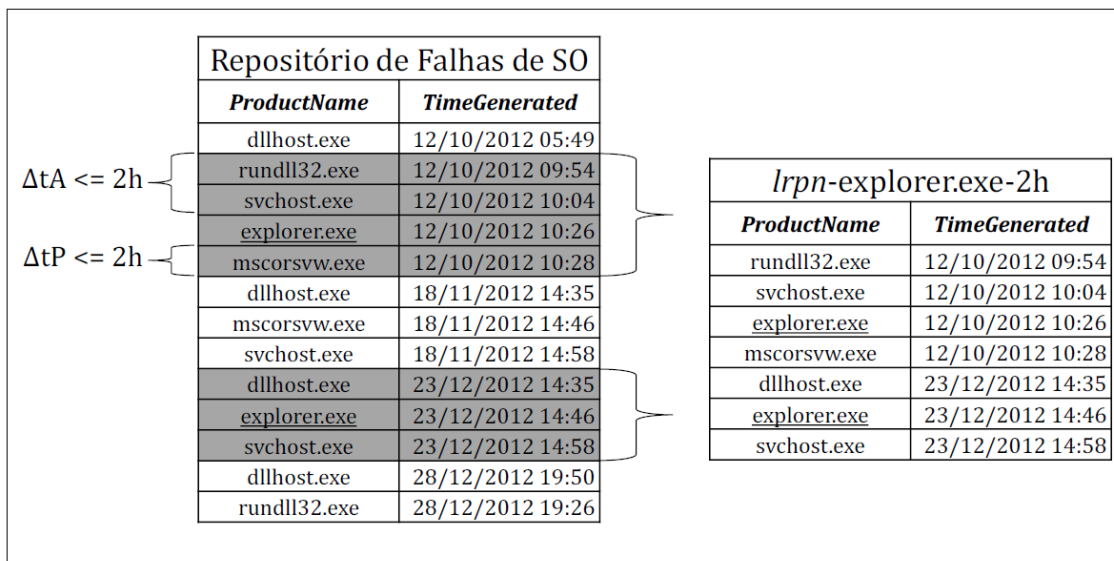 Repositório de Falhas de SO
ProductName TimeGenerated
dllhost.exe 12/10/2012 05:49
rundll32.exe 12/10/2012 09:54
svchost.exe 12/10/2012 10:04
explorer.exe 12/10/2012 10:26
mscorsvw.exe 12/10/2012 10:28
dllhost.exe 18/11/2012 14:35
mscorsvw.exe 18/11/2012 14:46
svchost.exe 18/11/2012 14:58
dllhost.exe 23/12/2012 14:35
explorer.exe 23/12/2012 14:46
svchost.exe 23/12/2012 14:58
dllhost.exe 28/12/2012 19:50
rundll32.exe 28/12/2012 19:26
ΔtA <= 2h
ΔtP <= 2h
lrpn-explorer.exe-2h
ProductName TimeGenerated
rundll32.exe 12/10/2012 09:54
svchost.exe 12/10/2012 10:04
explorer.exe 12/10/2012 10:26
mscorsvw.exe 12/10/2012 10:28
dllhost.exe 23/12/2012 14:35
explorer.exe 23/12/2012 14:46
svchost.exe 23/12/2012 14:58